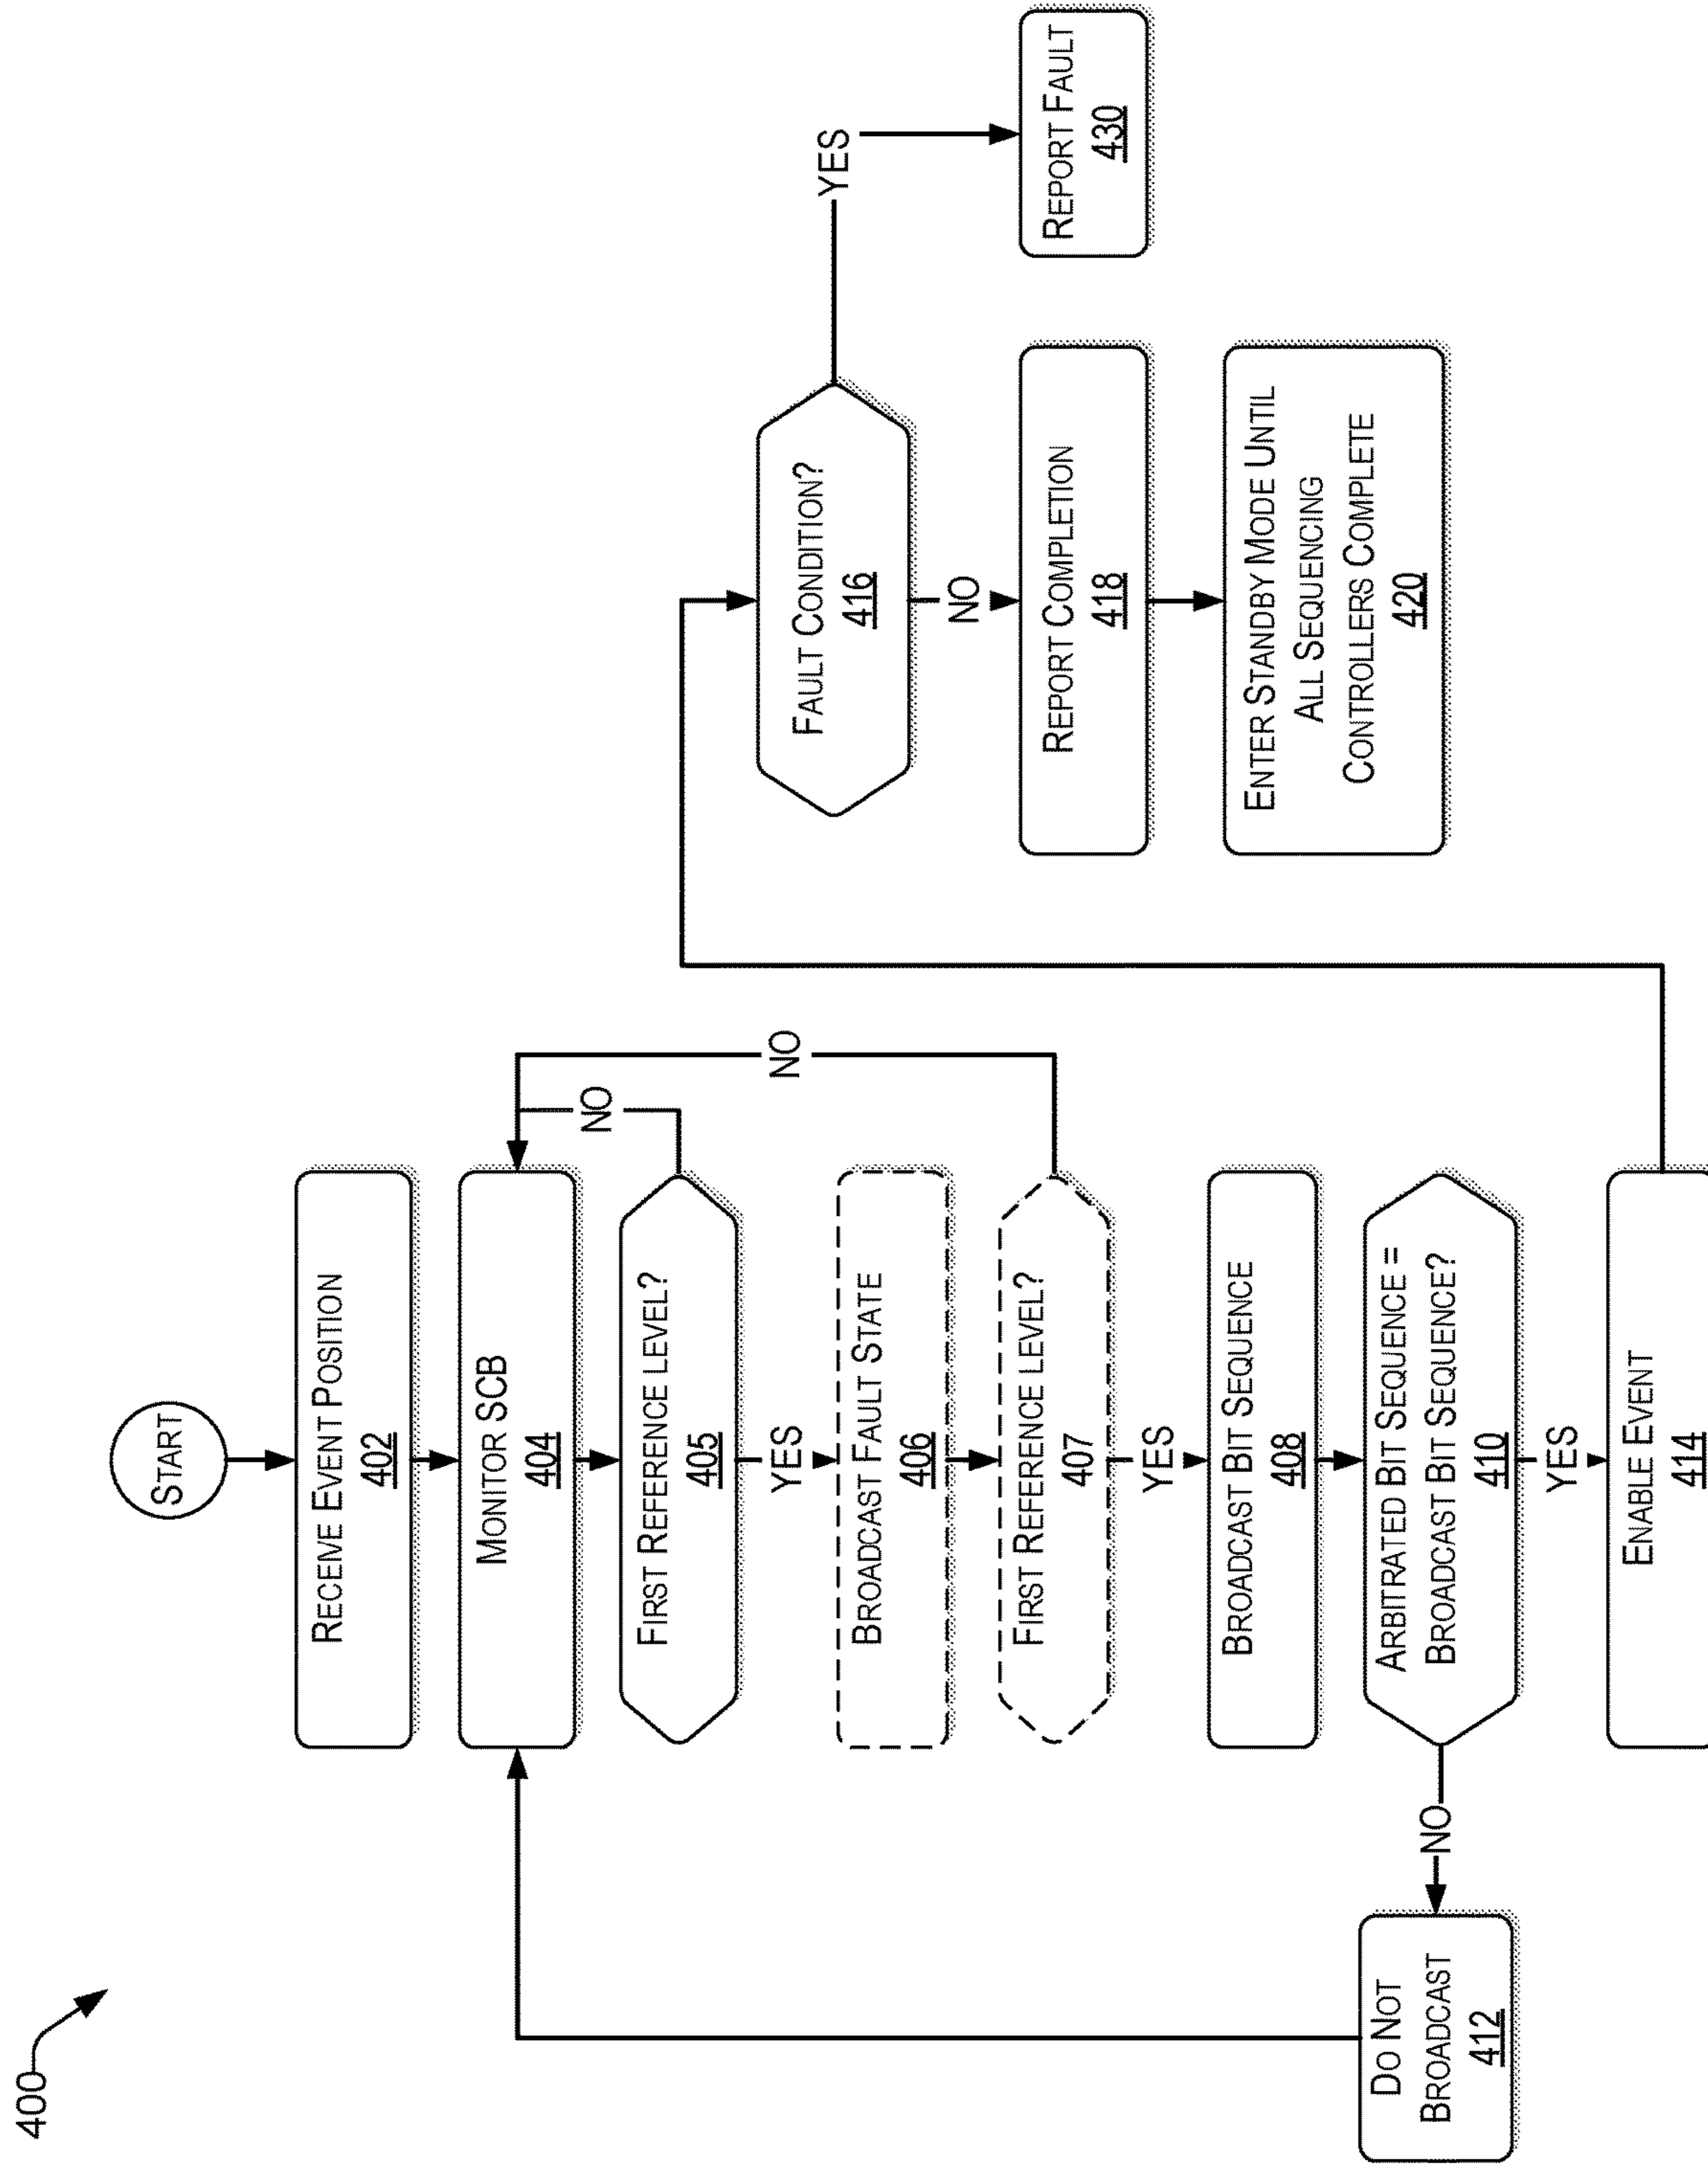 400
START
RECEIVE EVENT POSITION
402
MONITOR SCB
404
FIRST REFERENCE LEVEL?
405
NO
YES
BROADCAST FAULT STATE
406
FIRST REFERENCE LEVEL?
407
NO
YES
BROADCAST BIT SEQUENCE
408
ARBITRATED BIT SEQUENCE =
BROADCAST BIT SEQUENCE?
410
NO
DO NOT
BROADCAST
412
YES
ENABLE EVENT
414
FAULT CONDITION?
416
YES
NO
REPORT COMPLETION
418
REPORT FAULT
430
ENTER STANDBY MODE UNTIL
ALL SEQUENCING
CONTROLLERS COMPLETE
420